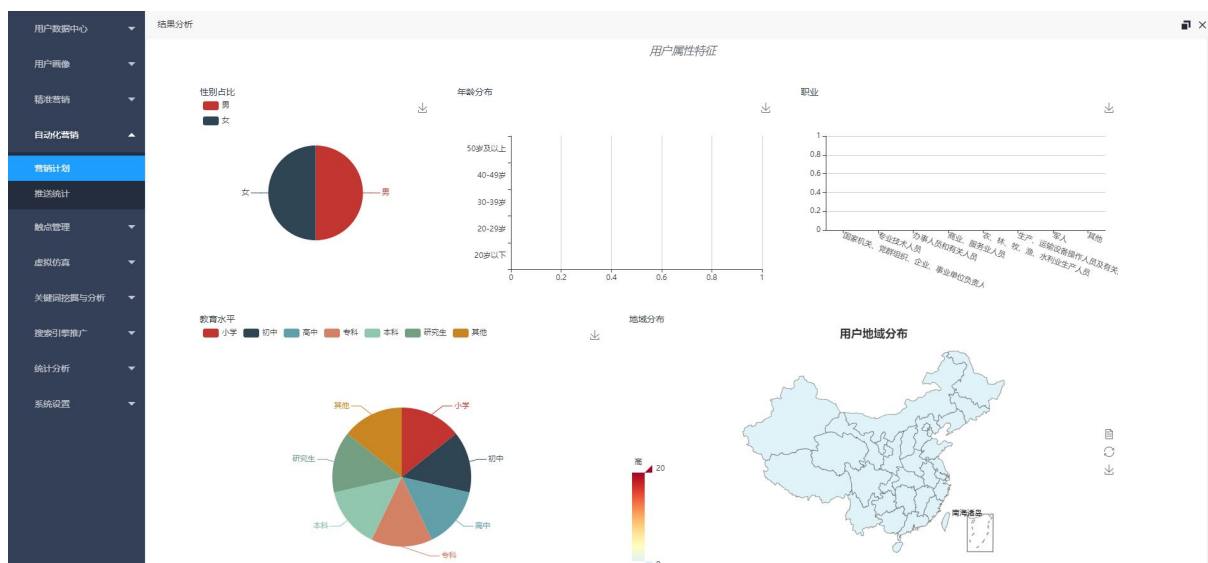 用户数据中心
用户画像
精准营销
自动化营销
营销计划
推送统计
触点管理
虚拟仿真
关键词挖掘与分析
搜索引擎推广
统计分析
系统设置
结果分析
用户属性特征
性别占比
男
女
女
男
年龄分布
50岁及以上
40-49岁
30-39岁
20-29岁
20岁以下
0 0.2 0.4 0.6 0.8 1
职业
1
0.8
0.6
0.4
0.2
0
国家机关、党群组织、企业、事业单位负责人
专业技术人员
办事人员和有关人员
商业、服务业人员
农、林、牧、渔、水利业生产人员
生产、运输设备操作人员及有关
军人
其他
教育水平
小学 初中 高中 专科 本科 研究生 其他
其他
小学
研究生
初中
本科
高中
专科
地域分布
用户地域分布
高
20
南海诸岛
0